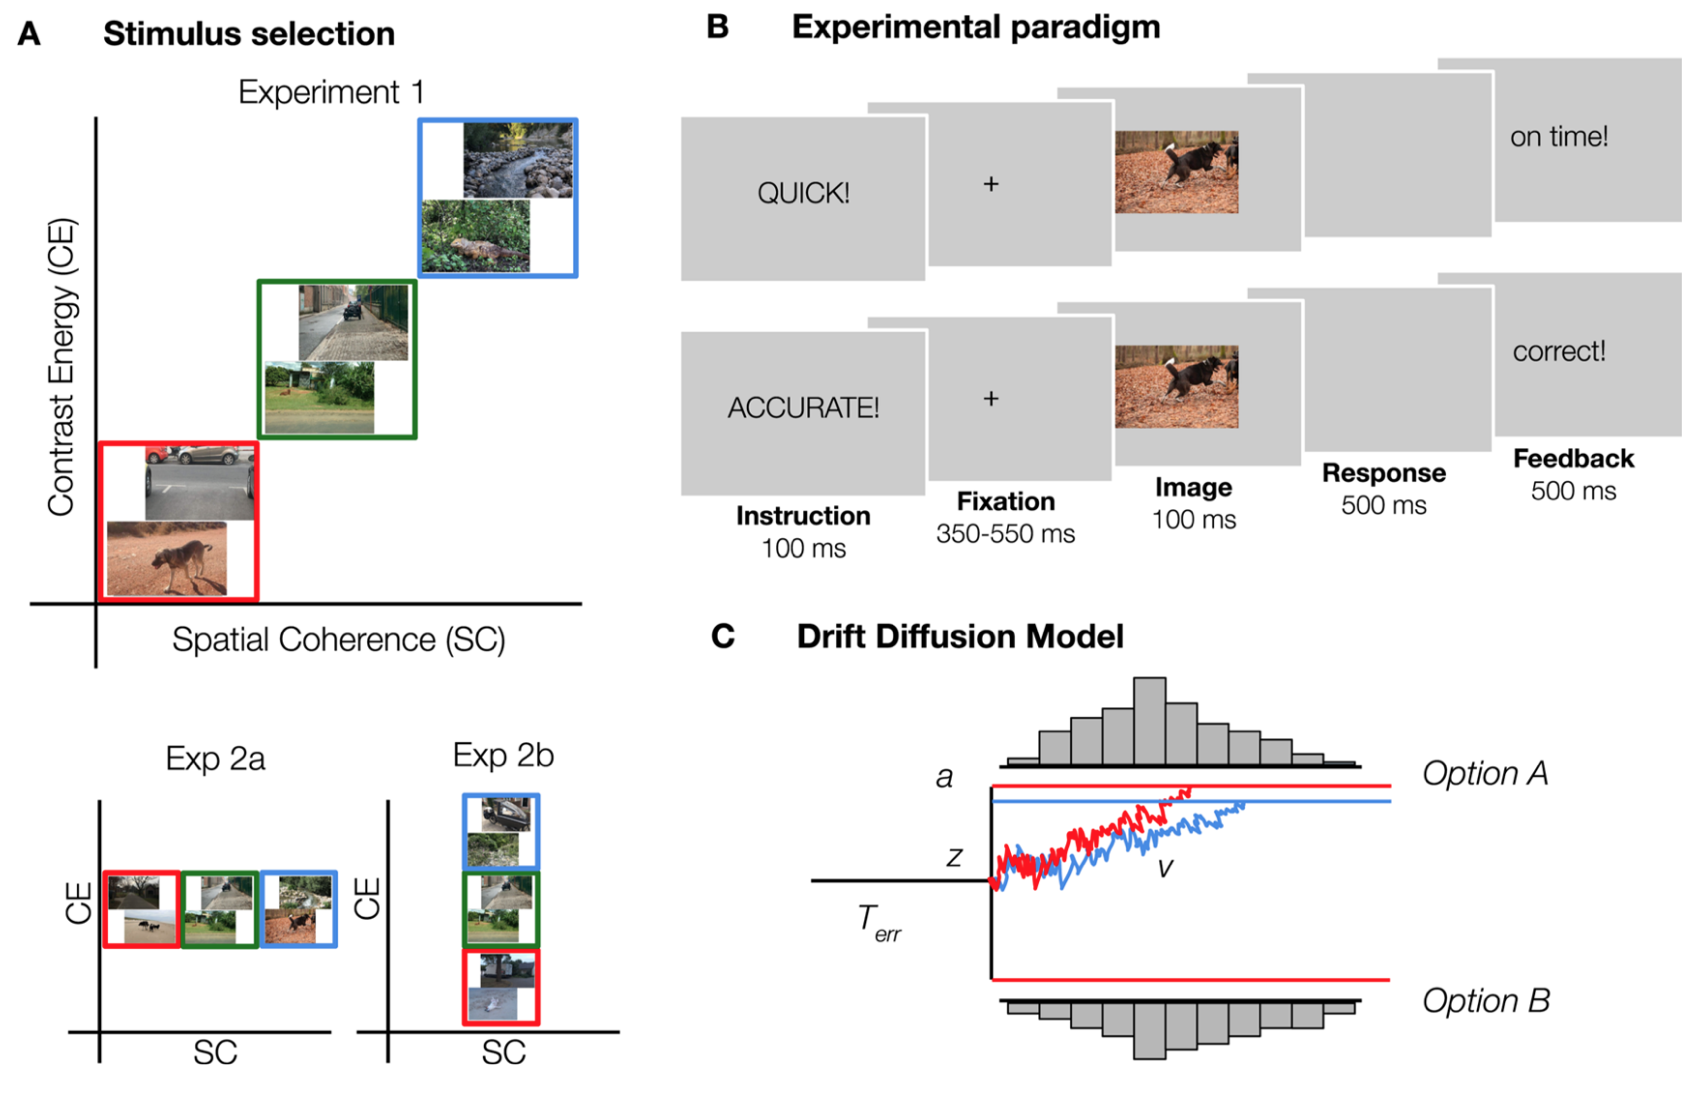 A Stimulus selection
Experiment 1
Contrast Energy (CE)
Spatial Coherence (SC)
Exp 2a
CE
SC
Exp 2b
CE
SC
B Experimental paradigm
QUICK!
+
on time!
ACCURATE!
+
correct!
Instruction
100 ms
Fixation
350-550 ms
Image
100 ms
Response
500 ms
Feedback
500 ms
C Drift Diffusion Model
a
Option A
z
v
Terr
Option B